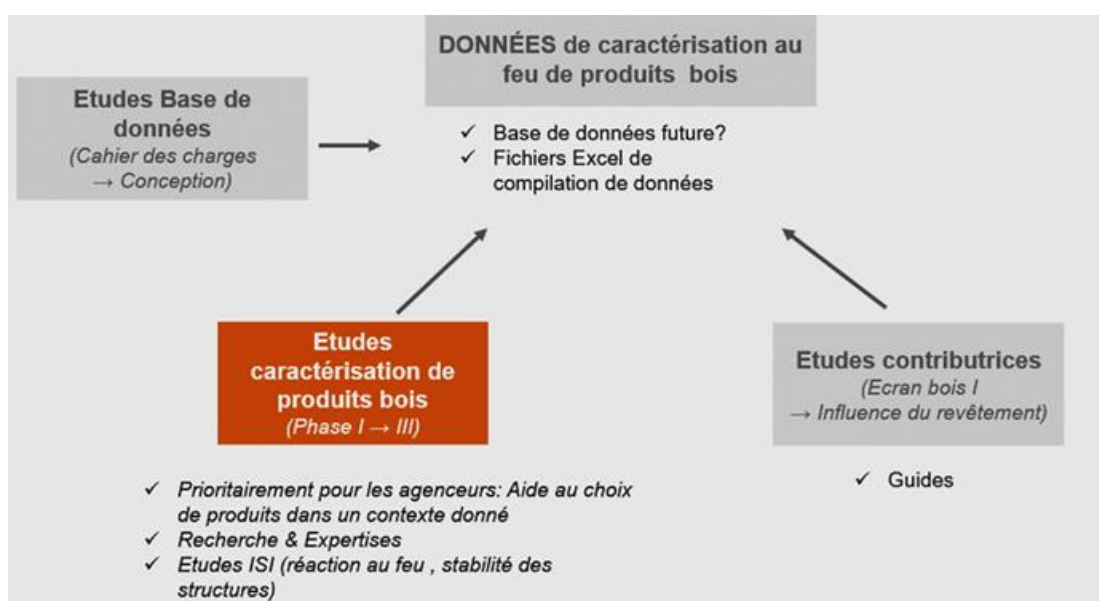 DONNÉES de caractérisation au
feu de produits bois
Etudes Base de
données
(Cahier des charges
→ Conception)
✓ Base de données future?
✓ Fichiers Excel de
compilation de données
Etudes
caractérisation de
produits bois
(Phase I → III)
Etudes contributrices
(Ecran bois I
→ Influence du revêtement)
✓ Prioritairement pour les agenceurs: Aide au choix
de produits dans un contexte donné
✓ Recherche & Expertises
✓ Etudes ISI (réaction au feu , stabilité des
structures)
✓ Guides